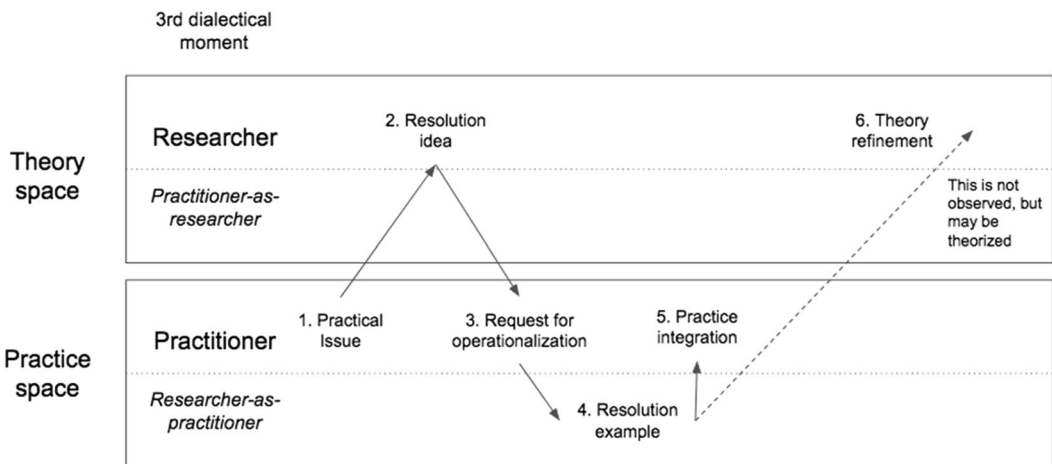 3rd dialectical
moment
Theory
space
Researcher
2. Resolution
idea
6. Theory
refinement
Practitioner-as-
researcher
This is not
observed, but
may be
theorized
Practice
space
Practitioner
1. Practical
Issue
3. Request for
operationalization
5. Practice
integration
Researcher-as-
practitioner
4. Resolution
example